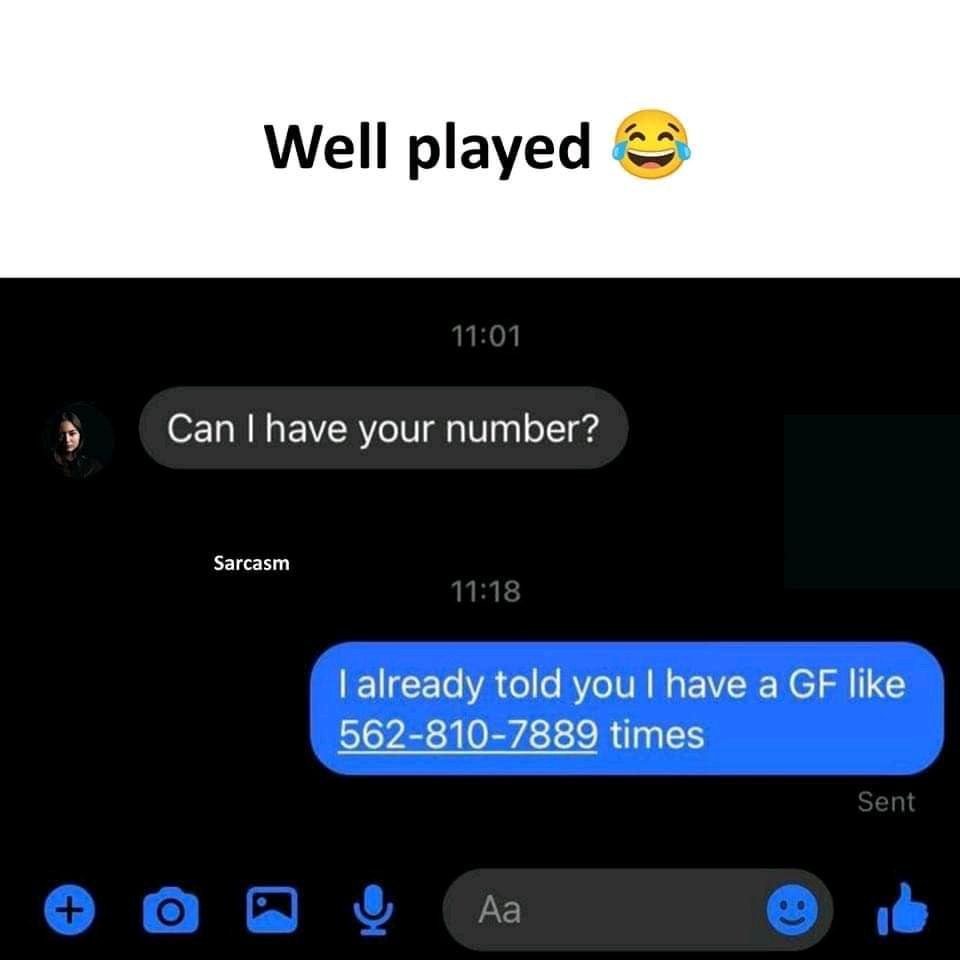 Well played 😂
11:01
Can I have your number?
Sarcasm
11:18
I already told you I have a GF like
562-810-7889 times
Sent
Aa